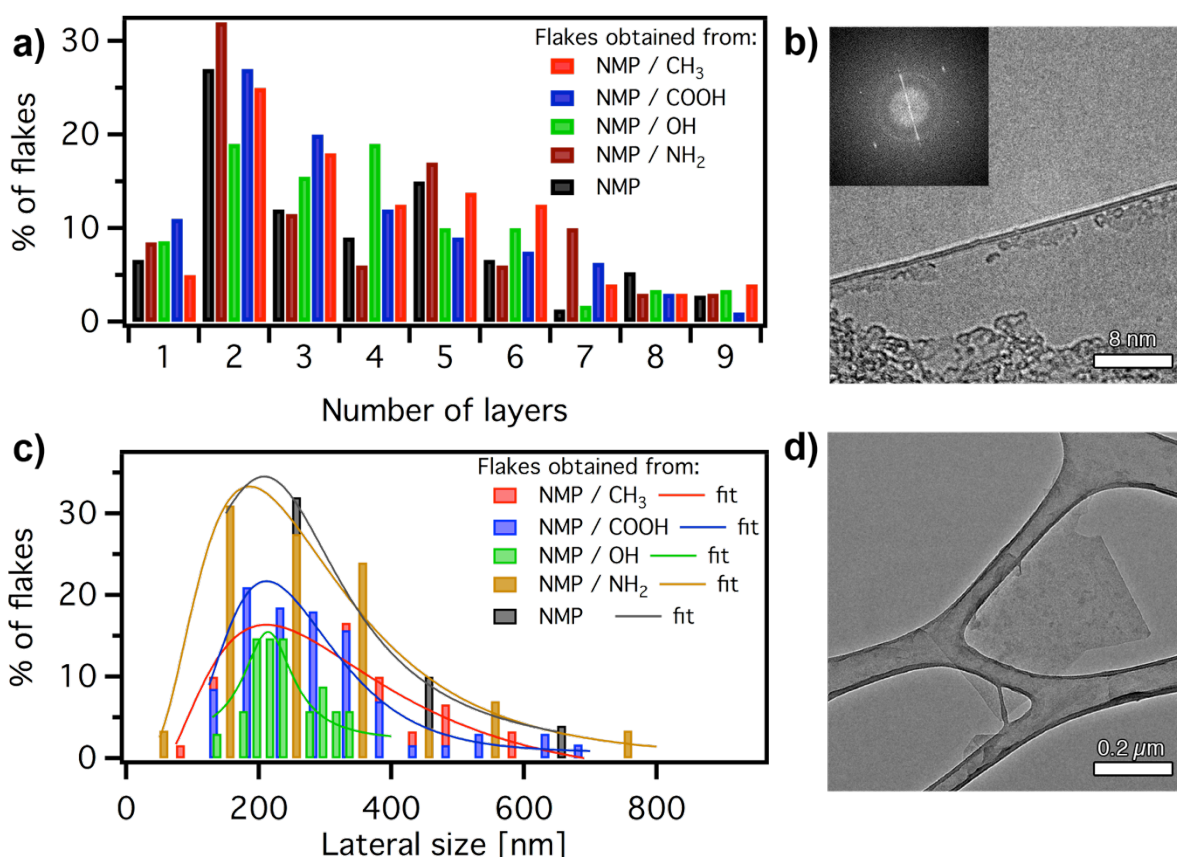 a)
% of flakes
30
20
10
0
Flakes obtained from:
NMP / CH₃
NMP / COOH
NMP / OH
NMP / NH₂
NMP
1 2 3 4 5 6 7 8 9
Number of layers
b)
8 nm
c)
% of flakes
30
20
10
0
Flakes obtained from:
NMP / CH₃ fit
NMP / COOH fit
NMP / OH fit
NMP / NH₂ fit
NMP fit
0 200 400 600 800
Lateral size [nm]
d)
0.2 µm